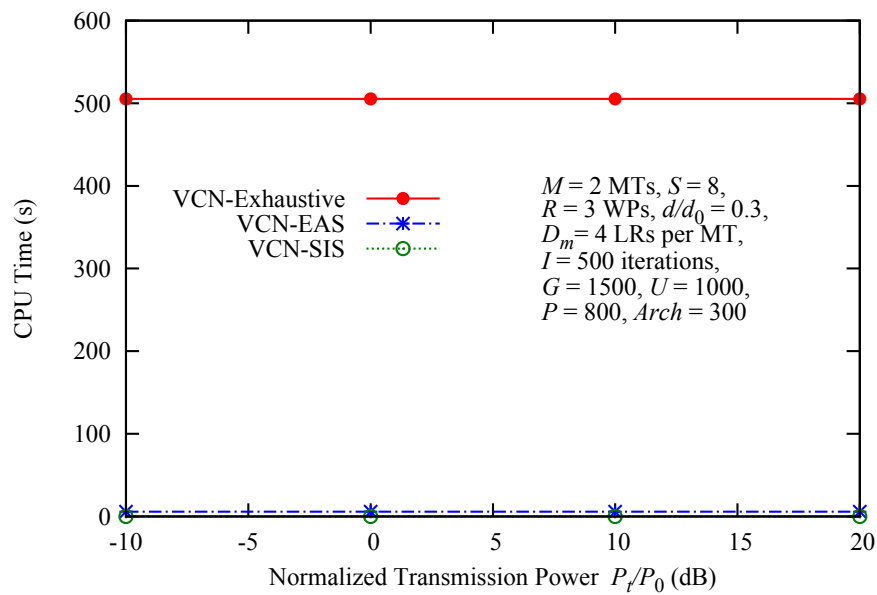 600
500
400
300
200
100
0
CPU Time (s)
VCN-Exhaustive
VCN-EAS
VCN-SIS
M = 2 MTs, S = 8,
R = 3 WPs, d/d₀ = 0.3,
Dₘ= 4 LRs per MT,
I = 500 iterations,
G = 1500, U = 1000,
P = 800, Arch = 300
-10 -5 0 5 10 15 20
Normalized Transmission Power Pₜ/P₀ (dB)